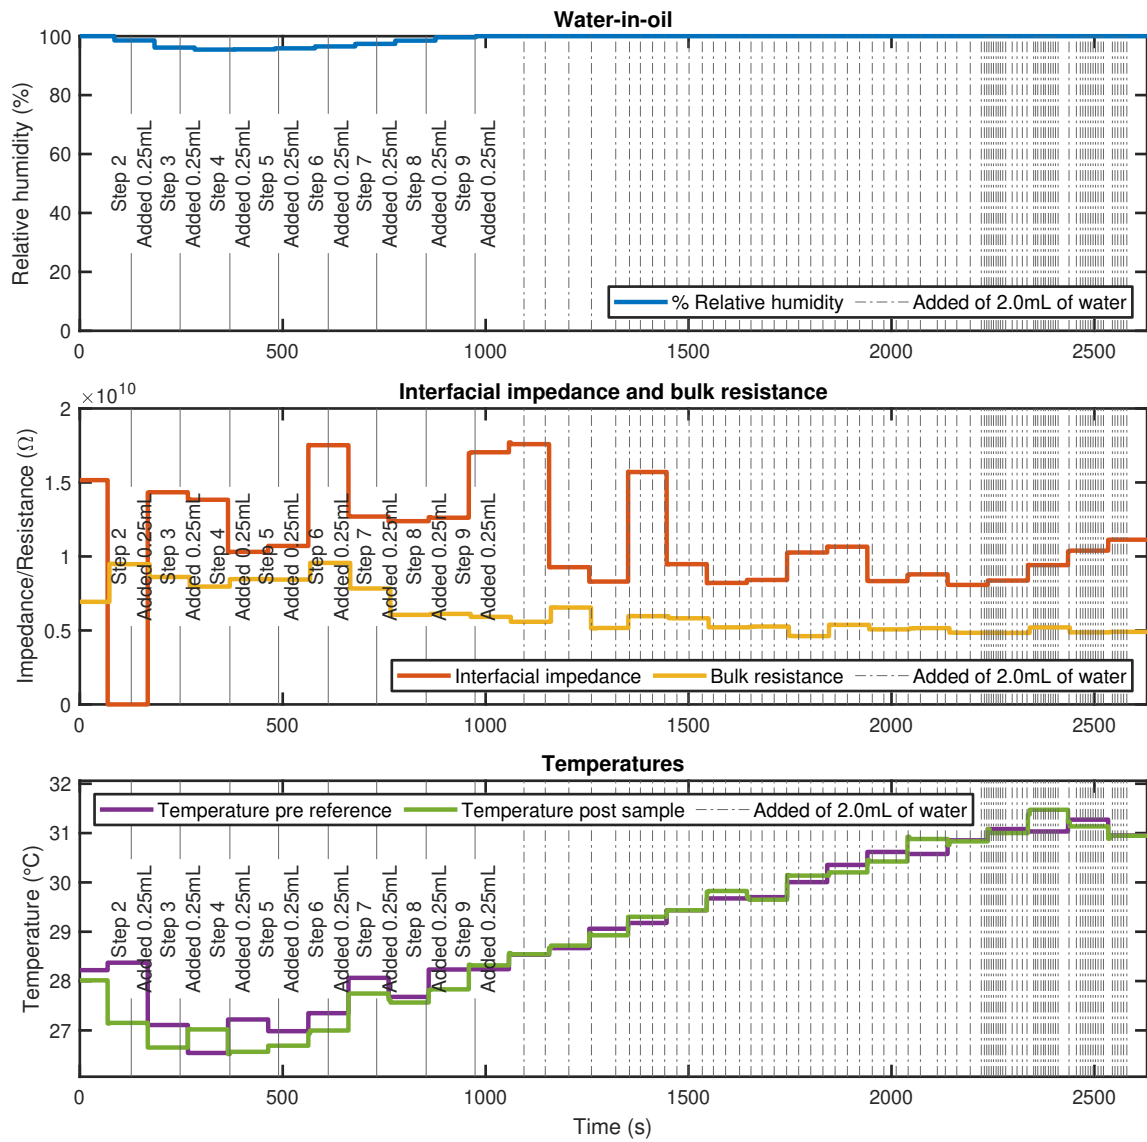 Water-in-oil
Relative humidity (%)
100
80
60
40
20
0
Step 2
Added 0.25mL
Step 3
Added 0.25mL
Step 4
Added 0.25mL
Step 5
Added 0.25mL
Step 6
Added 0.25mL
Step 7
Added 0.25mL
Step 8
Added 0.25mL
Step 9
Added 0.25mL
% Relative humidity
Added of 2.0mL of water
0 500 1000 1500 2000 2500
Interfacial impedance and bulk resistance
×10^10
Impedance/Resistance (Ω)
2
1.5
1
0.5
0
Step 2
Added 0.25mL
Step 3
Added 0.25mL
Step 4
Added 0.25mL
Step 5
Added 0.25mL
Step 6
Added 0.25mL
Step 7
Added 0.25mL
Step 8
Added 0.25mL
Step 9
Added 0.25mL
Interfacial impedance
Bulk resistance
Added of 2.0mL of water
0 500 1000 1500 2000 2500
Temperatures
Temperature (°C)
32
31
30
29
28
27
Temperature pre reference
Temperature post sample
Added of 2.0mL of water
Step 2
Added 0.25mL
Step 3
Added 0.25mL
Step 4
Added 0.25mL
Step 5
Added 0.25mL
Step 6
Added 0.25mL
Step 7
Added 0.25mL
Step 8
Added 0.25mL
Step 9
Added 0.25mL
0 500 1000 1500 2000 2500
Time (s)